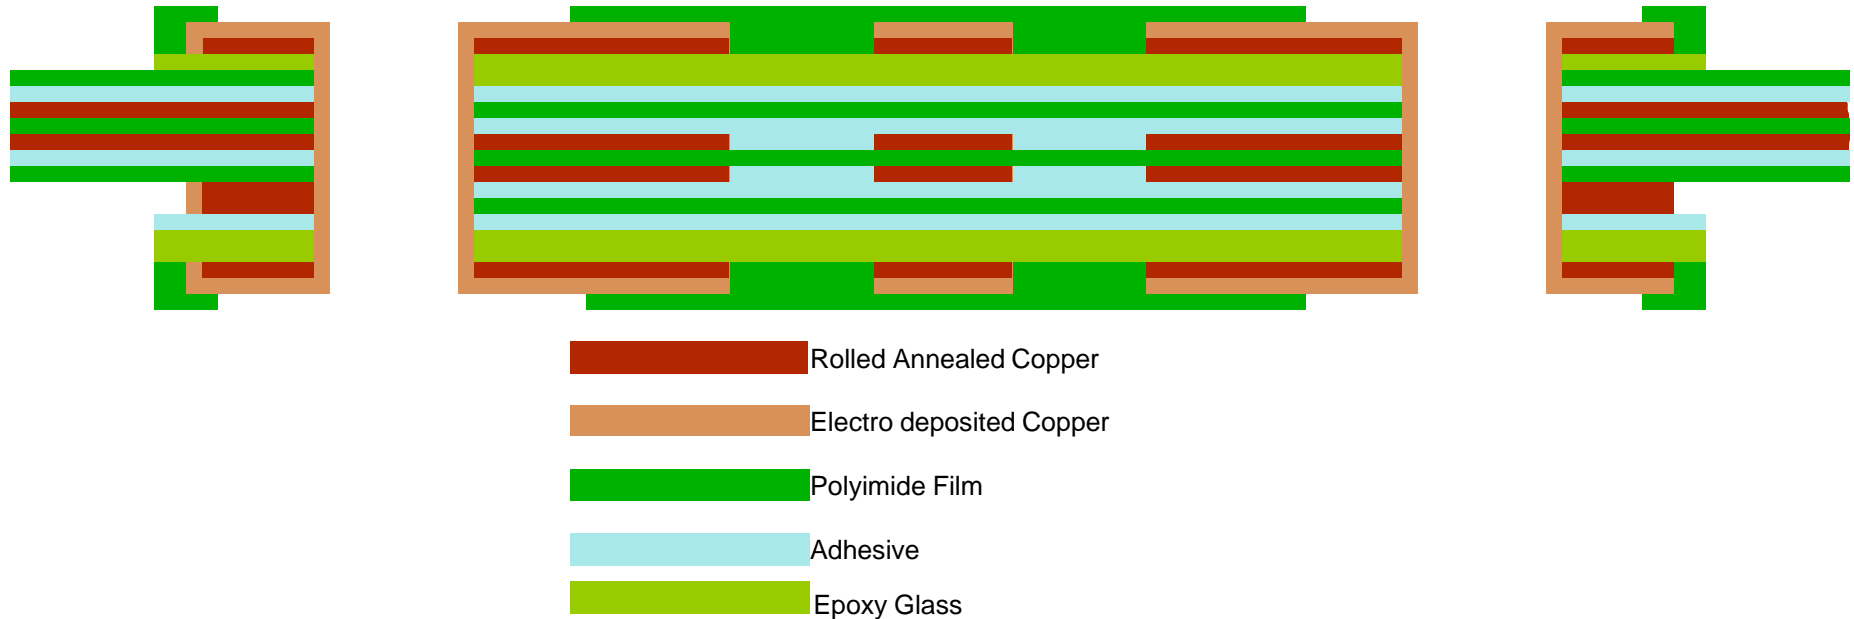 Rolled Annealed Copper
Electro deposited Copper
Polyimide Film
Adhesive
Epoxy Glass